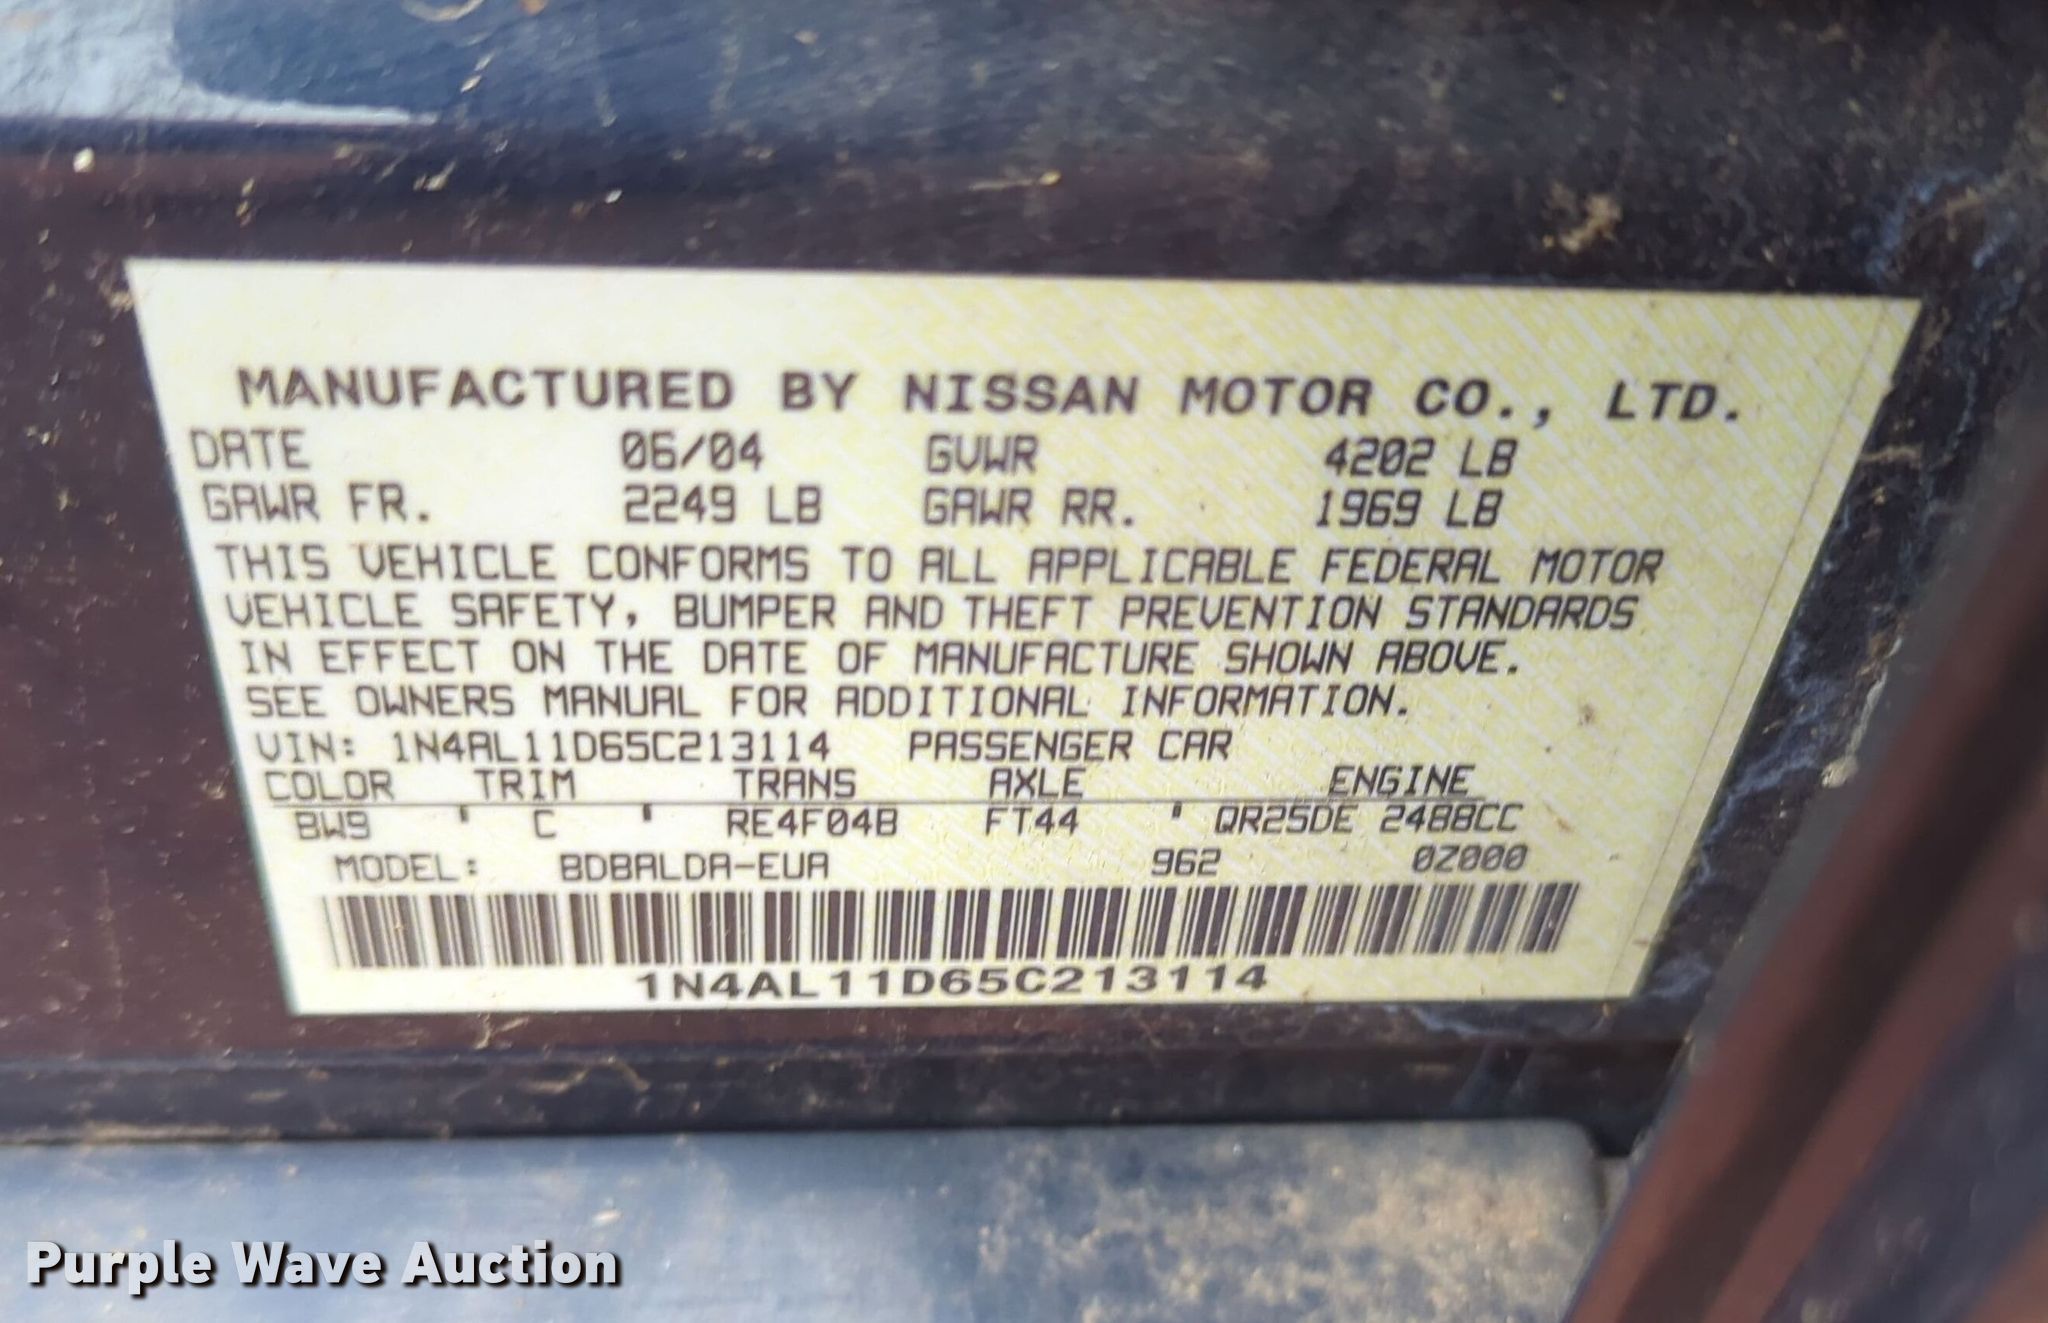 MANUFACTURED BY NISSAN MOTOR CO., LTD.
DATE 06/04 GVWR 4202 LB
GAWR FR. 2249 LB GAWR RR. 1969 LB
THIS VEHICLE CONFORMS TO ALL APPLICABLE FEDERAL MOTOR
VEHICLE SAFETY, BUMPER AND THEFT PREVENTION STANDARDS
IN EFFECT ON THE DATE OF MANUFACTURE SHOWN ABOVE.
SEE OWNERS MANUAL FOR ADDITIONAL INFORMATION.
VIN: 1N4AL11D65C213114 PASSENGER CAR
COLOR TRIM TRANS AXLE ENGINE
BW9 ' C ' RE4F04B FT44 ' QR25DE 2488CC
MODEL: BDBALDA-EUA 962 0Z000
1N4AL11D65C213114
Purple Wave Auction